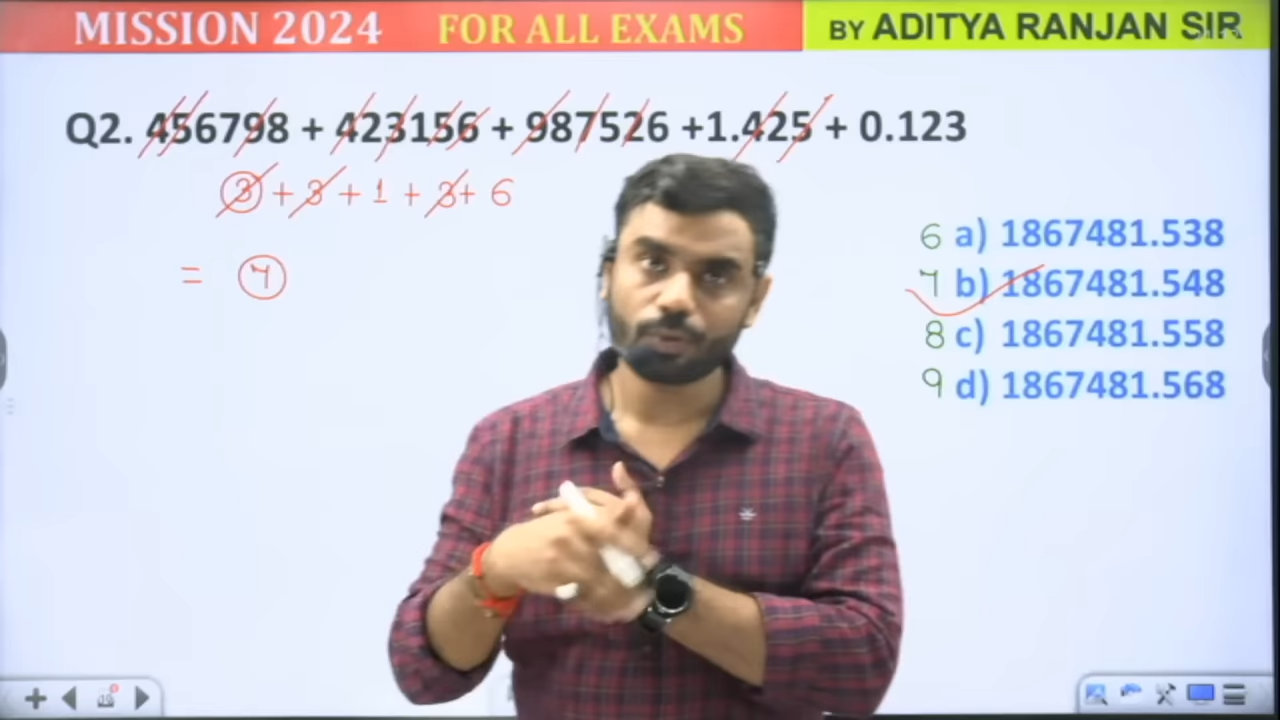 MISSION 2024 FOR ALL EXAMS BY ADITYA RANJAN SIR
Q2. 456798 + 423156 + 987526 +1.425 + 0.123
3 + 3 + 1 + 3 + 6
= 7
6 a) 1867481.538
7 b) 1867481.548
8 c) 1867481.558
9 d) 1867481.568